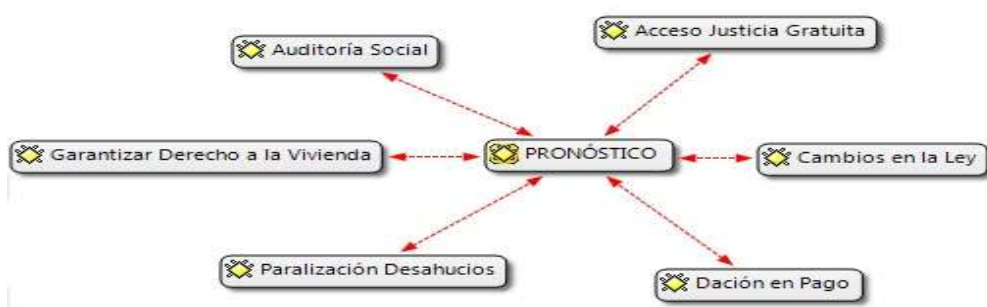 Acceso Justicia Gratuita
Auditoría Social
Garantizar Derecho a la Vivienda
PRONÓSTICO
Cambios en la Ley
Paralización Desahucios
Dación en Pago